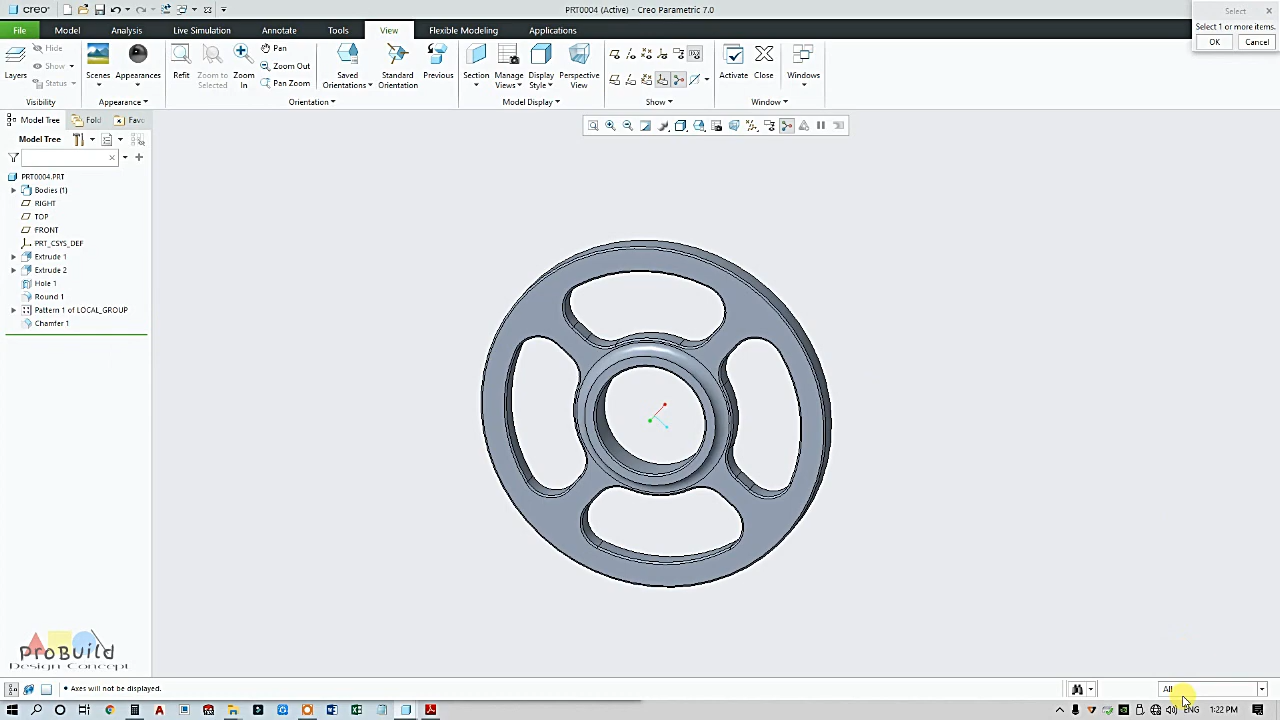 creo
PRT0004 (Active) - Creo Parametric 7.0
Select
Select 1 or more items.
OK
Cancel
File
Model
Analysis
Live Simulation
Annotate
Tools
View
Flexible Modeling
Applications
Layers
Hide
Show
Status
Visibility
Scenes
Appearances
Appearance
Refit
Zoom to Selected
Zoom In
Pan
Zoom Out
Pan Zoom
Saved Orientations
Standard Orientation
Previous
Orientation
Section
Manage Views
Display Style
Perspective View
Model Display
Show
Activate
Close
Windows
Window
Model Tree
Fold
Favo
Model Tree
PRT0004.PRT
Bodies (1)
RIGHT
TOP
FRONT
PRT_CSYS_DEF
Extrude 1
Extrude 2
Hole 1
Round 1
Pattern 1 of LOCAL_GROUP
Chamfer 1
ProBuild
Design Concept
• Axes will not be displayed.
All
ENG
1:22 PM